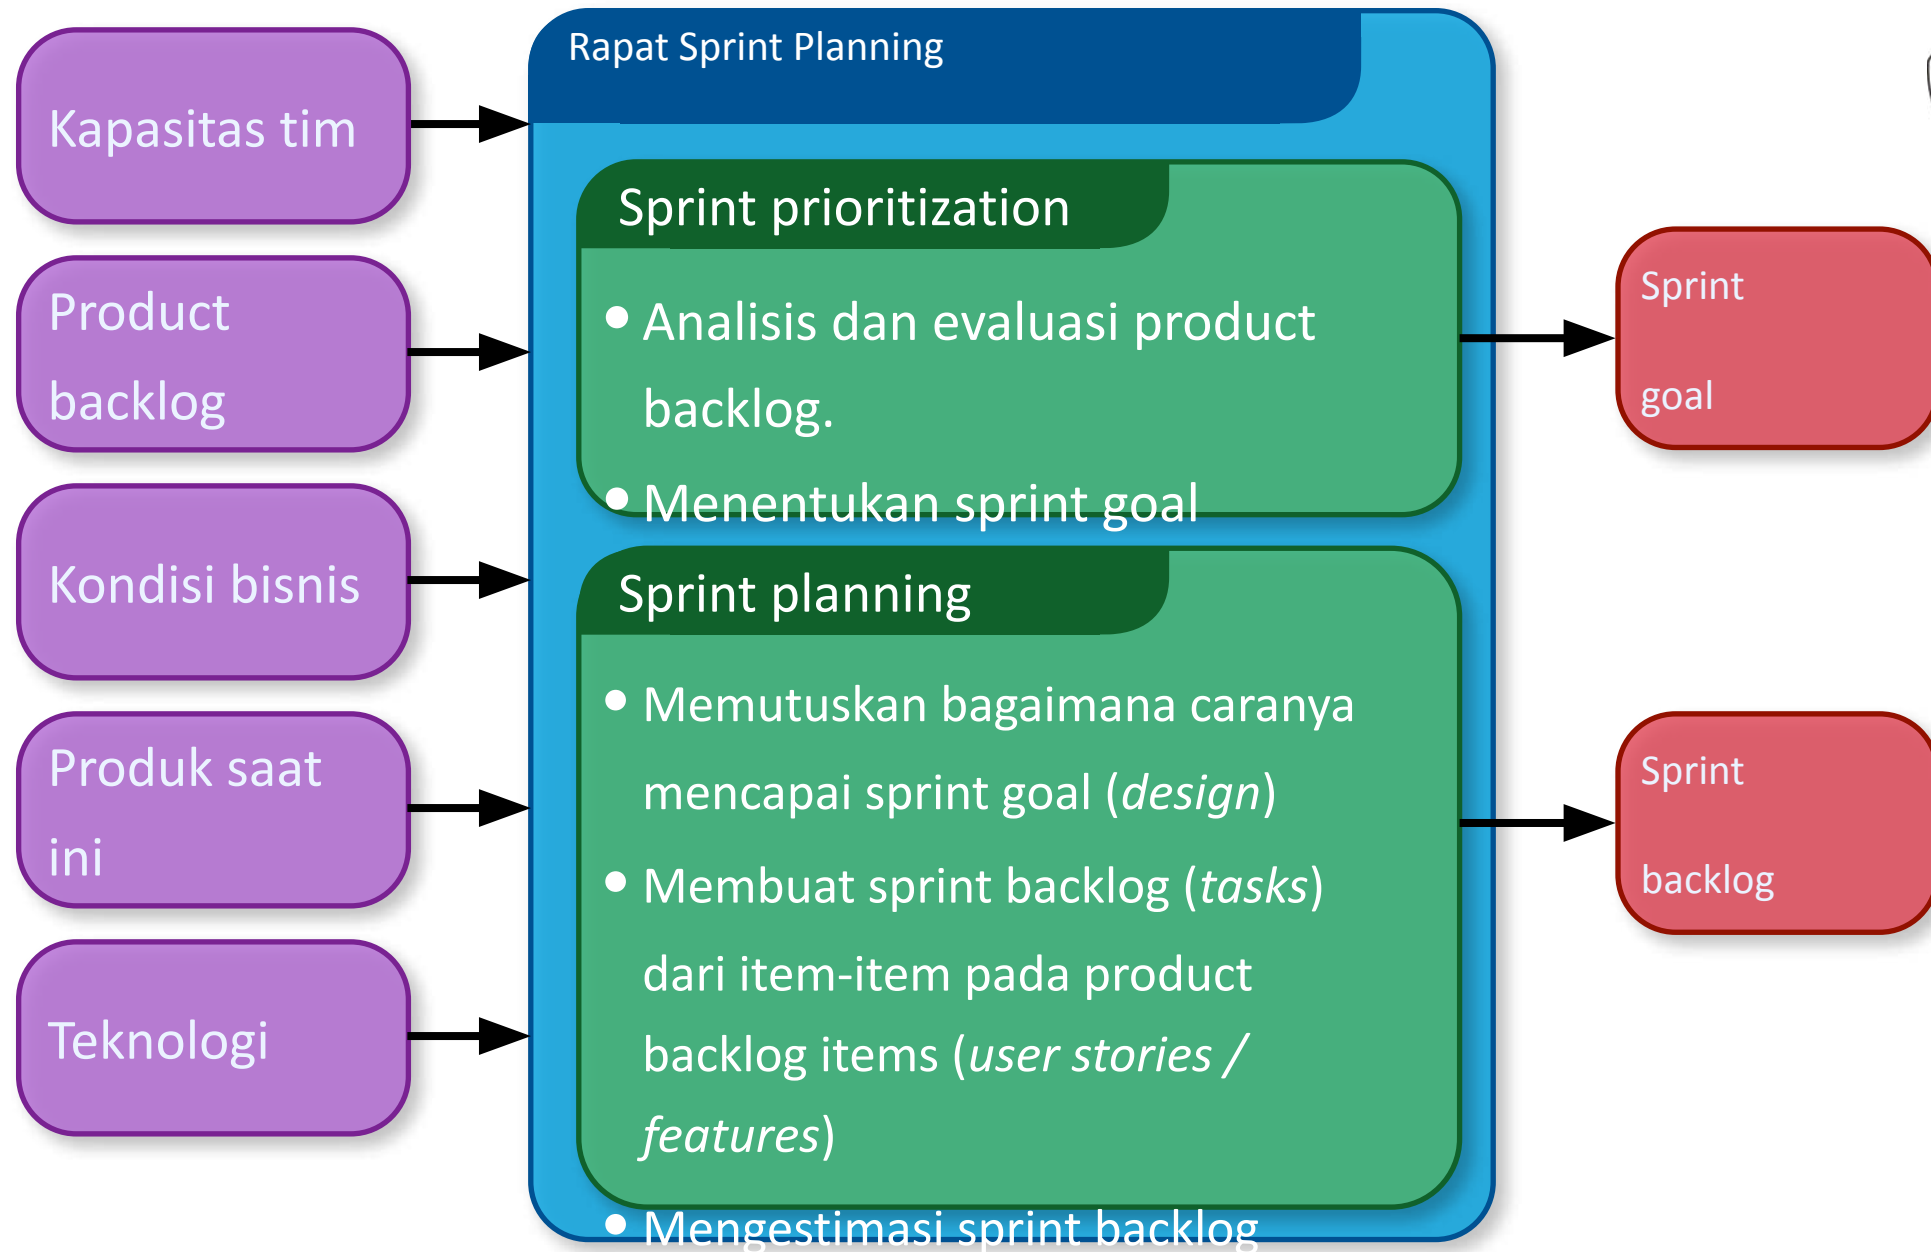 Kapasitas tim
Product
backlog
Kondisi bisnis
Produk saat
ini
Teknologi
Rapat Sprint Planning
Sprint prioritization
• Analisis dan evaluasi product
backlog.
• Menentukan sprint goal
Sprint planning
• Memutuskan bagaimana caranya
mencapai sprint goal (design)
• Membuat sprint backlog (tasks)
dari item-item pada product
backlog items (user stories /
features)
• Mengestimasi sprint backlog
Sprint
goal
Sprint
backlog